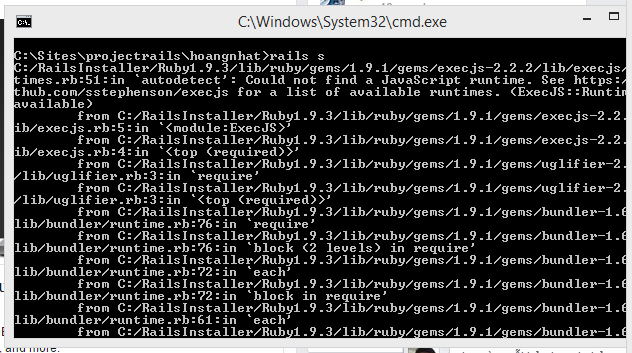 C:\Windows\System32\cmd.exe
C:\Sites\projectrails\hoangnhat>rails s
C:/RailsInstaller/Ruby1.9.3/lib/ruby/gems/1.9.1/gems/execjs-2.2.2/lib/execjs/
times.rb:51:in `autodetect': Could not find a JavaScript runtime. See https:/
thub.com/sstephenson/execjs for a list of available runtimes. (ExecJS::Runtim
available)
from C:/RailsInstaller/Ruby1.9.3/lib/ruby/gems/1.9.1/gems/execjs-2.2.
ib/execjs.rb:5:in `<module:ExecJS>'
from C:/RailsInstaller/Ruby1.9.3/lib/ruby/gems/1.9.1/gems/execjs-2.2.
ib/execjs.rb:4:in `<top (required)>'
from C:/RailsInstaller/Ruby1.9.3/lib/ruby/gems/1.9.1/gems/uglifier-2.
/lib/uglifier.rb:3:in `require'
from C:/RailsInstaller/Ruby1.9.3/lib/ruby/gems/1.9.1/gems/uglifier-2.
/lib/uglifier.rb:3:in `<top (required)>'
from C:/RailsInstaller/Ruby1.9.3/lib/ruby/gems/1.9.1/gems/bundler-1.6
lib/bundler/runtime.rb:76:in `require'
from C:/RailsInstaller/Ruby1.9.3/lib/ruby/gems/1.9.1/gems/bundler-1.6
lib/bundler/runtime.rb:76:in `block (2 levels) in require'
from C:/RailsInstaller/Ruby1.9.3/lib/ruby/gems/1.9.1/gems/bundler-1.6
lib/bundler/runtime.rb:72:in `each'
from C:/RailsInstaller/Ruby1.9.3/lib/ruby/gems/1.9.1/gems/bundler-1.6
lib/bundler/runtime.rb:72:in `block in require'
from C:/RailsInstaller/Ruby1.9.3/lib/ruby/gems/1.9.1/gems/bundler-1.6
lib/bundler/runtime.rb:61:in `each'
from C:/RailsInstaller/Ruby1.9.3/lib/ruby/gems/1.9.1/gems/bundler-1.6
and more.